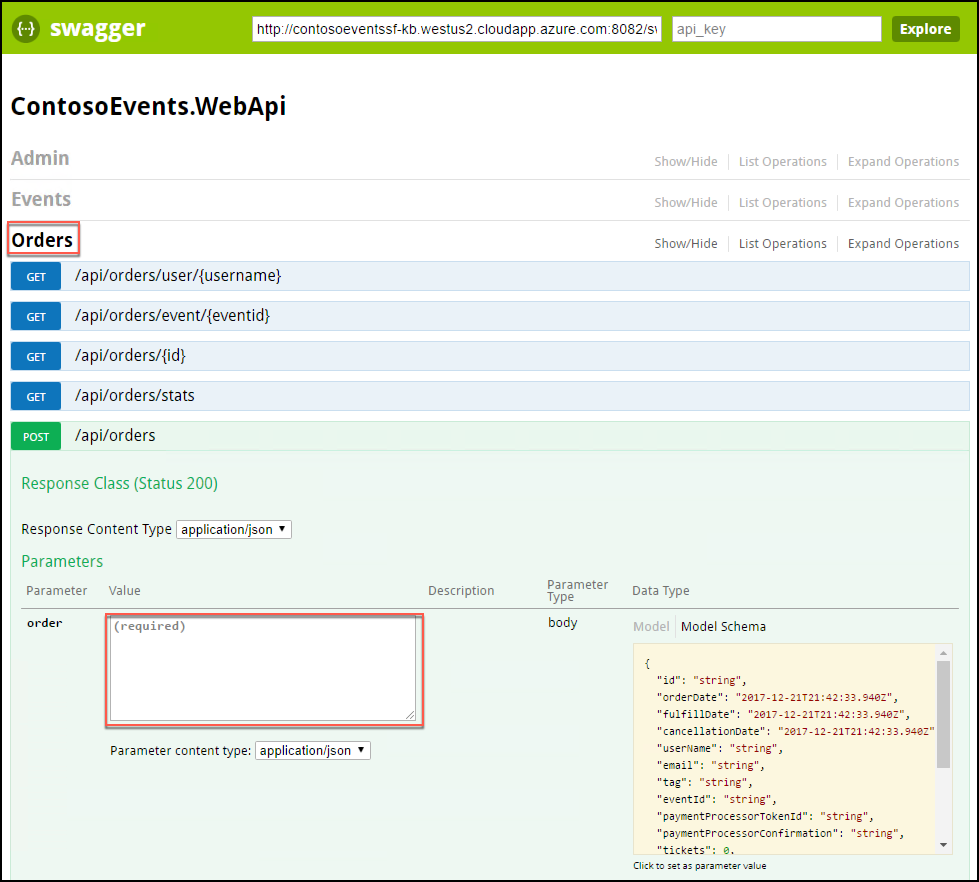 {··} swagger http://contosoeventssf-kb.westus2.cloudapp.azure.com:8082/sw api_key Explore
ContosoEvents.WebApi
Admin Show/Hide List Operations Expand Operations
Events Show/Hide List Operations Expand Operations
Orders Show/Hide List Operations Expand Operations
GET /api/orders/user/{username}
GET /api/orders/event/{eventid}
GET /api/orders/{id}
GET /api/orders/stats
POST /api/orders
Response Class (Status 200)
Response Content Type application/json
Parameters
Parameter Value Description Parameter Type Data Type
order (required) body Model Model Schema
{
"id": "string",
"orderDate": "2017-12-21T21:42:33.940Z",
"fulfillDate": "2017-12-21T21:42:33.940Z",
"cancellationDate": "2017-12-21T21:42:33.940Z"
"userName": "string",
"email": "string",
"tag": "string",
"eventId": "string",
"paymentProcessorTokenId": "string",
"paymentProcessorConfirmation": "string",
"tickets": 0,
Parameter content type: application/json
Click to set as parameter value